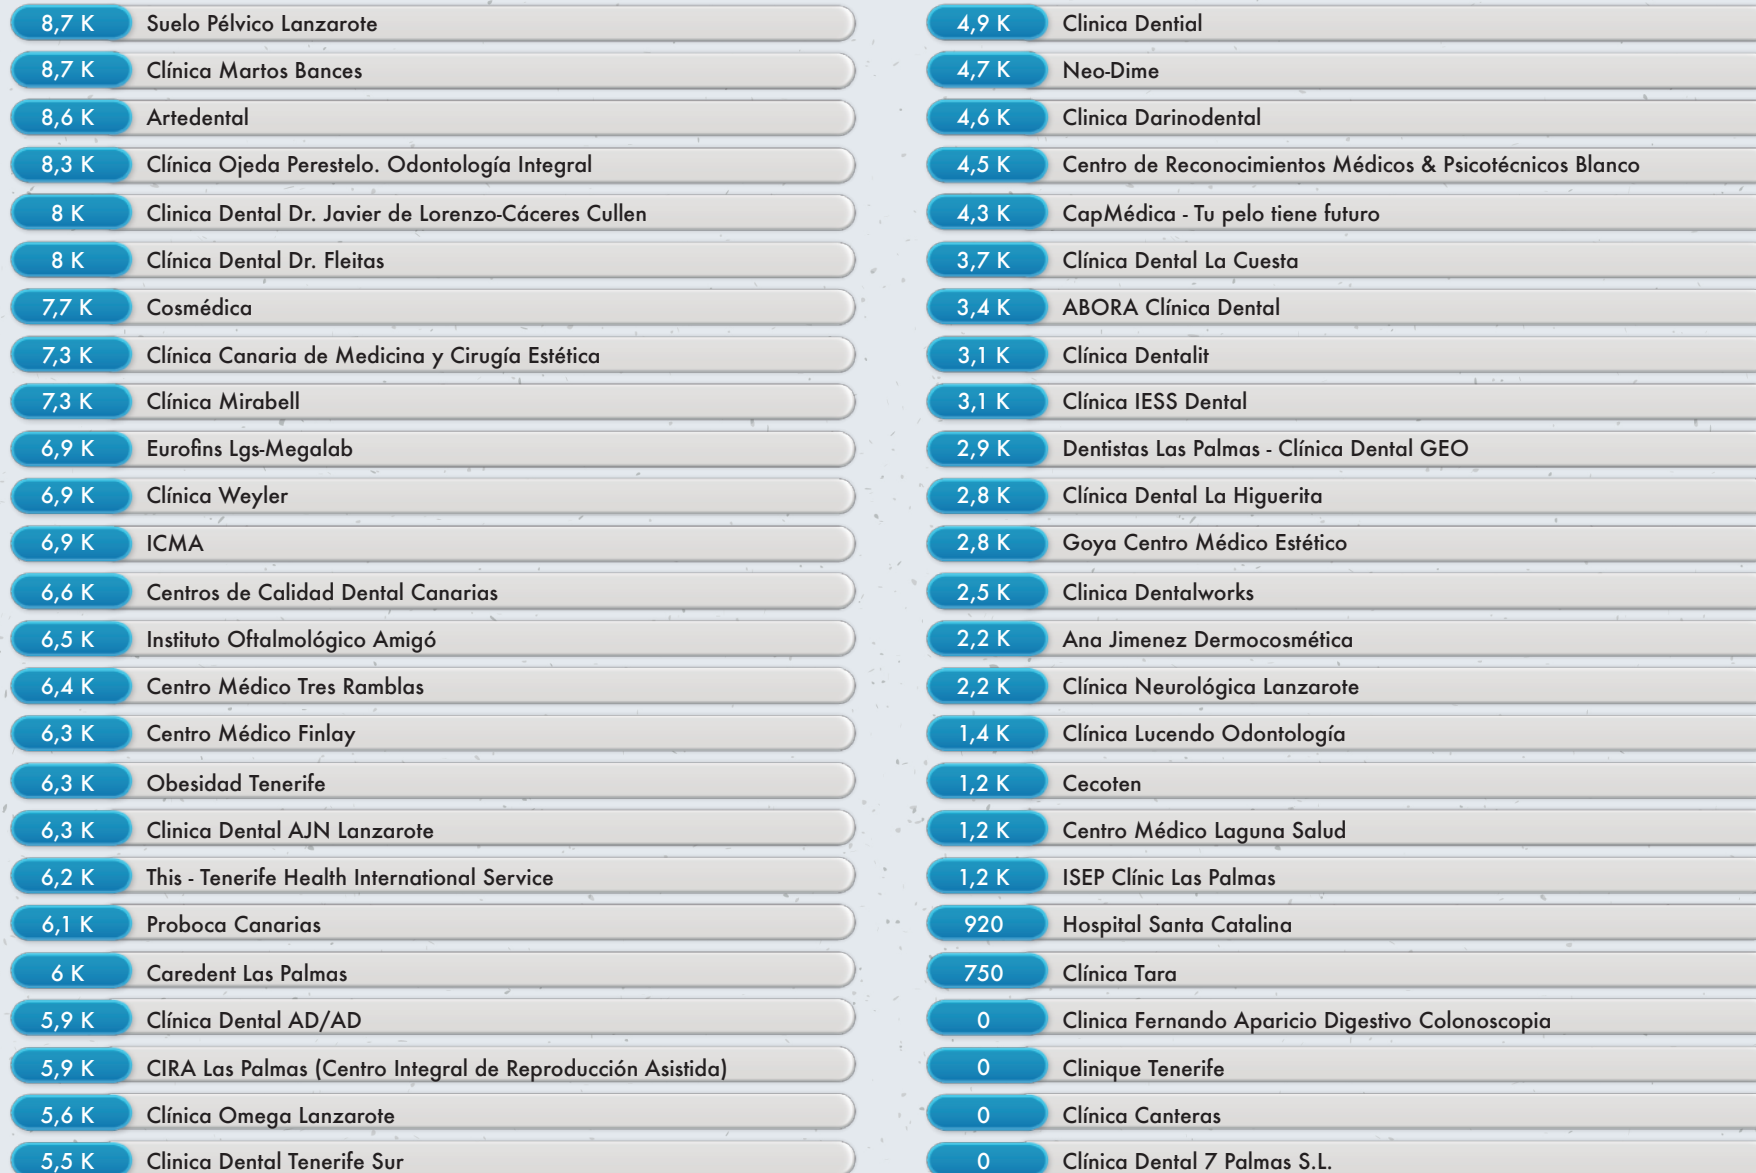 8,7 K Suelo Pélvico Lanzarote
8,7 K Clínica Martos Bances
8,6 K Artedental
8,3 K Clínica Ojeda Perestelo. Odontología Integral
8 K Clinica Dental Dr. Javier de Lorenzo-Cáceres Cullen
8 K Clínica Dental Dr. Fleitas
7,7 K Cosmédica
7,3 K Clínica Canaria de Medicina y Cirugía Estética
7,3 K Clínica Mirabell
6,9 K Eurofins Lgs-Megalab
6,9 K Clínica Weyler
6,9 K ICMA
6,6 K Centros de Calidad Dental Canarias
6,5 K Instituto Oftalmológico Amigó
6,4 K Centro Médico Tres Ramblas
6,3 K Centro Médico Finlay
6,3 K Obesidad Tenerife
6,3 K Clinica Dental AJN Lanzarote
6,2 K This - Tenerife Health International Service
6,1 K Proboca Canarias
6 K Caredent Las Palmas
5,9 K Clínica Dental AD/AD
5,9 K CIRA Las Palmas (Centro Integral de Reproducción Asistida)
5,6 K Clínica Omega Lanzarote
5,5 K Clinica Dental Tenerife Sur
4,9 K Clinica Dential
4,7 K Neo-Dime
4,6 K Clinica Darinodental
4,5 K Centro de Reconocimientos Médicos & Psicotécnicos Blanco
4,3 K CapMédica - Tu pelo tiene futuro
3,7 K Clínica Dental La Cuesta
3,4 K ABORA Clínica Dental
3,1 K Clínica Dentalit
3,1 K Clínica IESS Dental
2,9 K Dentistas Las Palmas - Clínica Dental GEO
2,8 K Clínica Dental La Higuerita
2,8 K Goya Centro Médico Estético
2,5 K Clinica Dentalworks
2,2 K Ana Jimenez Dermocosmética
2,2 K Clínica Neurológica Lanzarote
1,4 K Clínica Lucendo Odontología
1,2 K Cecoten
1,2 K Centro Médico Laguna Salud
1,2 K ISEP Clínic Las Palmas
920 Hospital Santa Catalina
750 Clínica Tara
0 Clinica Fernando Aparicio Digestivo Colonoscopia
0 Clinique Tenerife
0 Clínica Canteras
0 Clínica Dental 7 Palmas S.L.